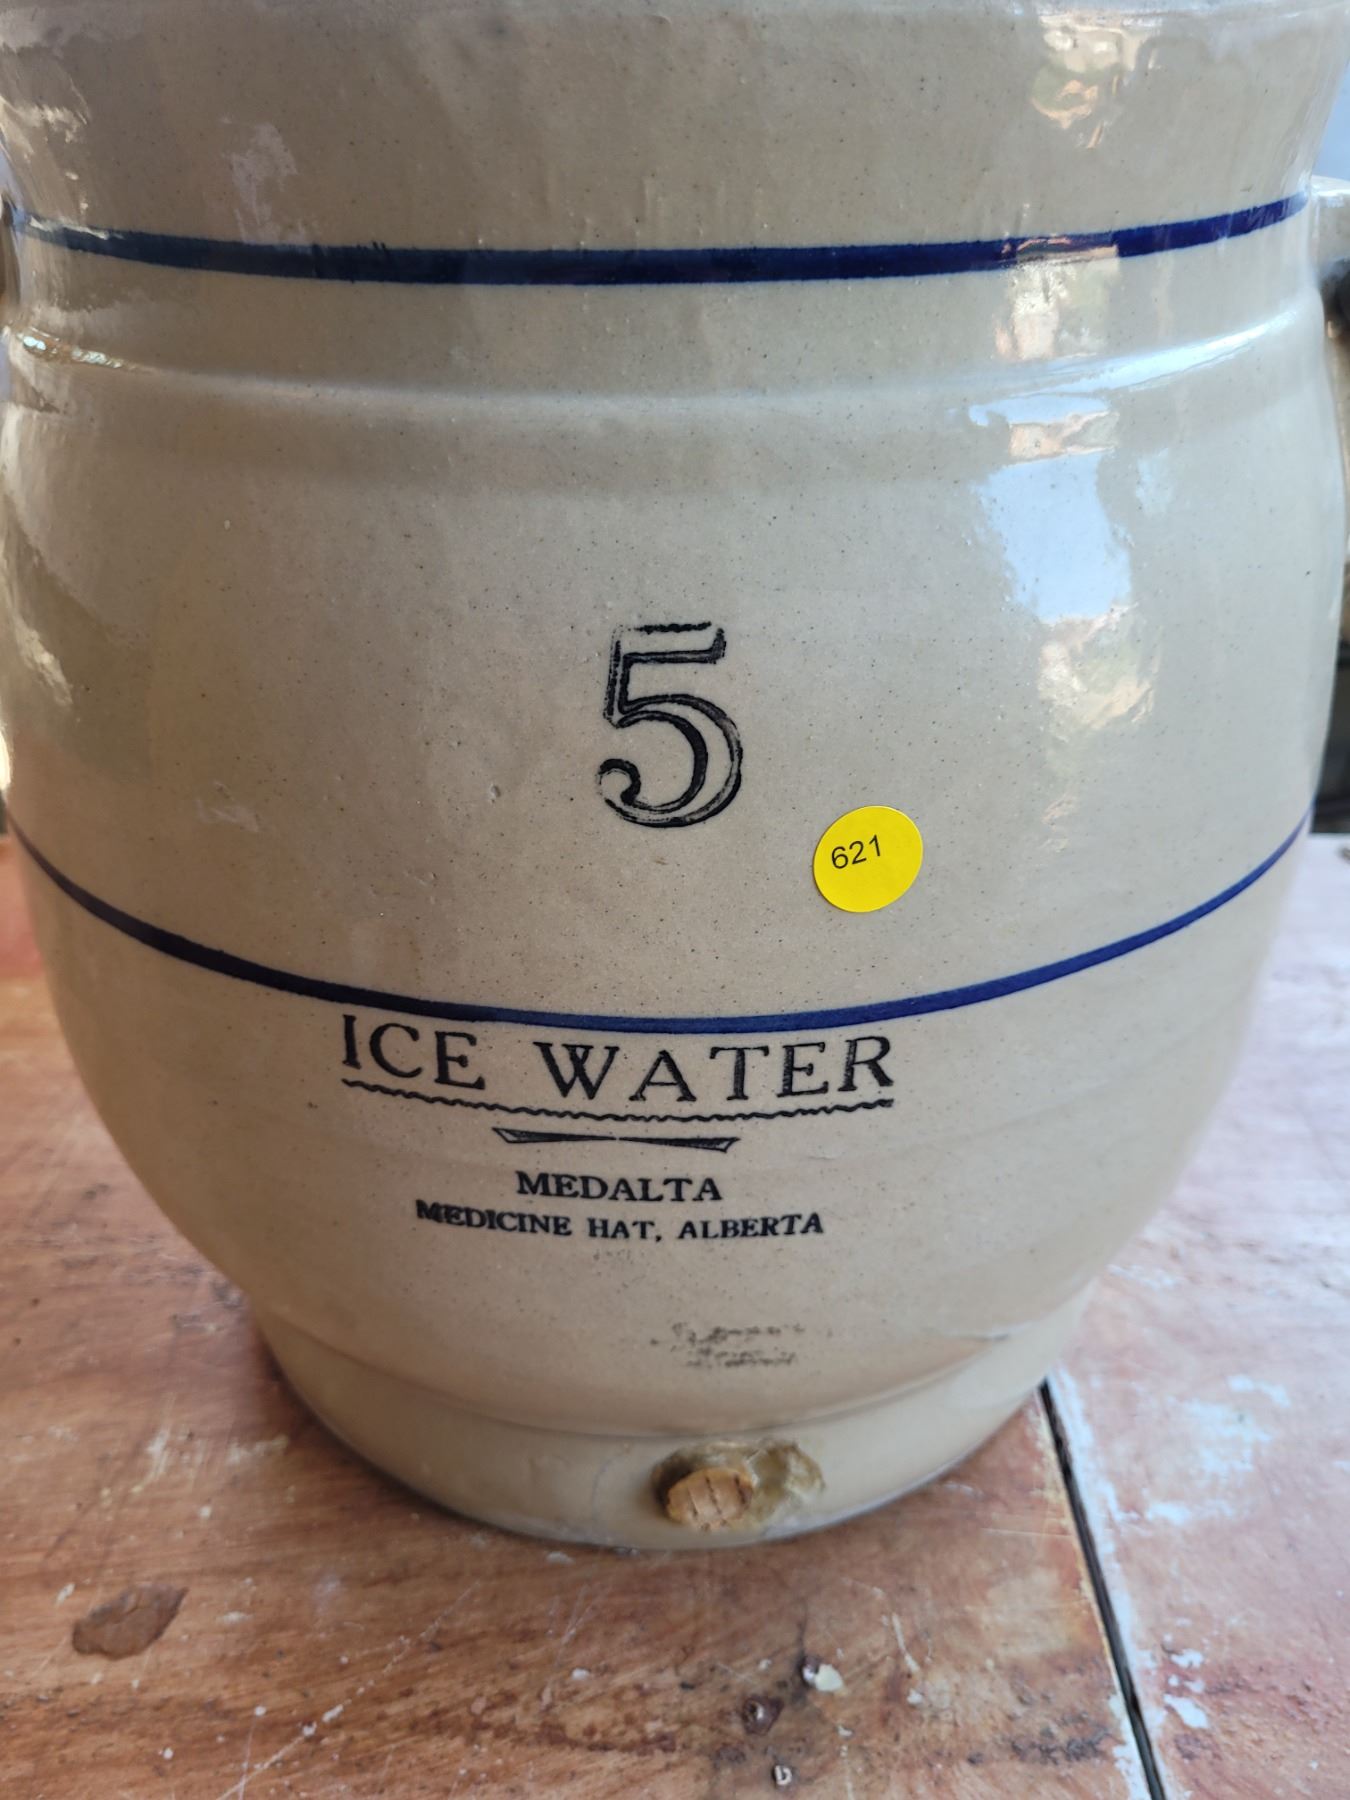 5
621
ICE WATER
MEDALTA
MEDICINE HAT, ALBERTA